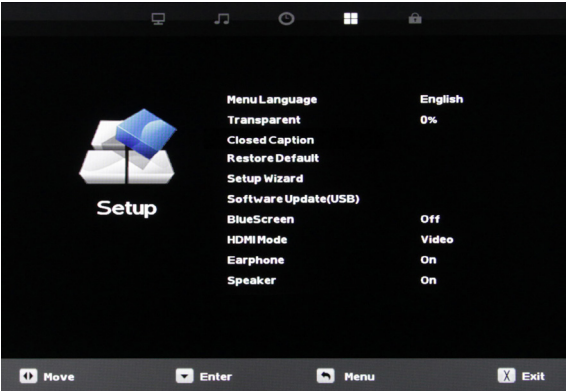 Menu Language English
Transparent 0%
Closed Caption
Restore Default
Setup Wizard
Software Update(USB)
BlueScreen Off
HDMI Mode Video
Earphone On
Speaker On
Setup
Move Enter Menu X Exit